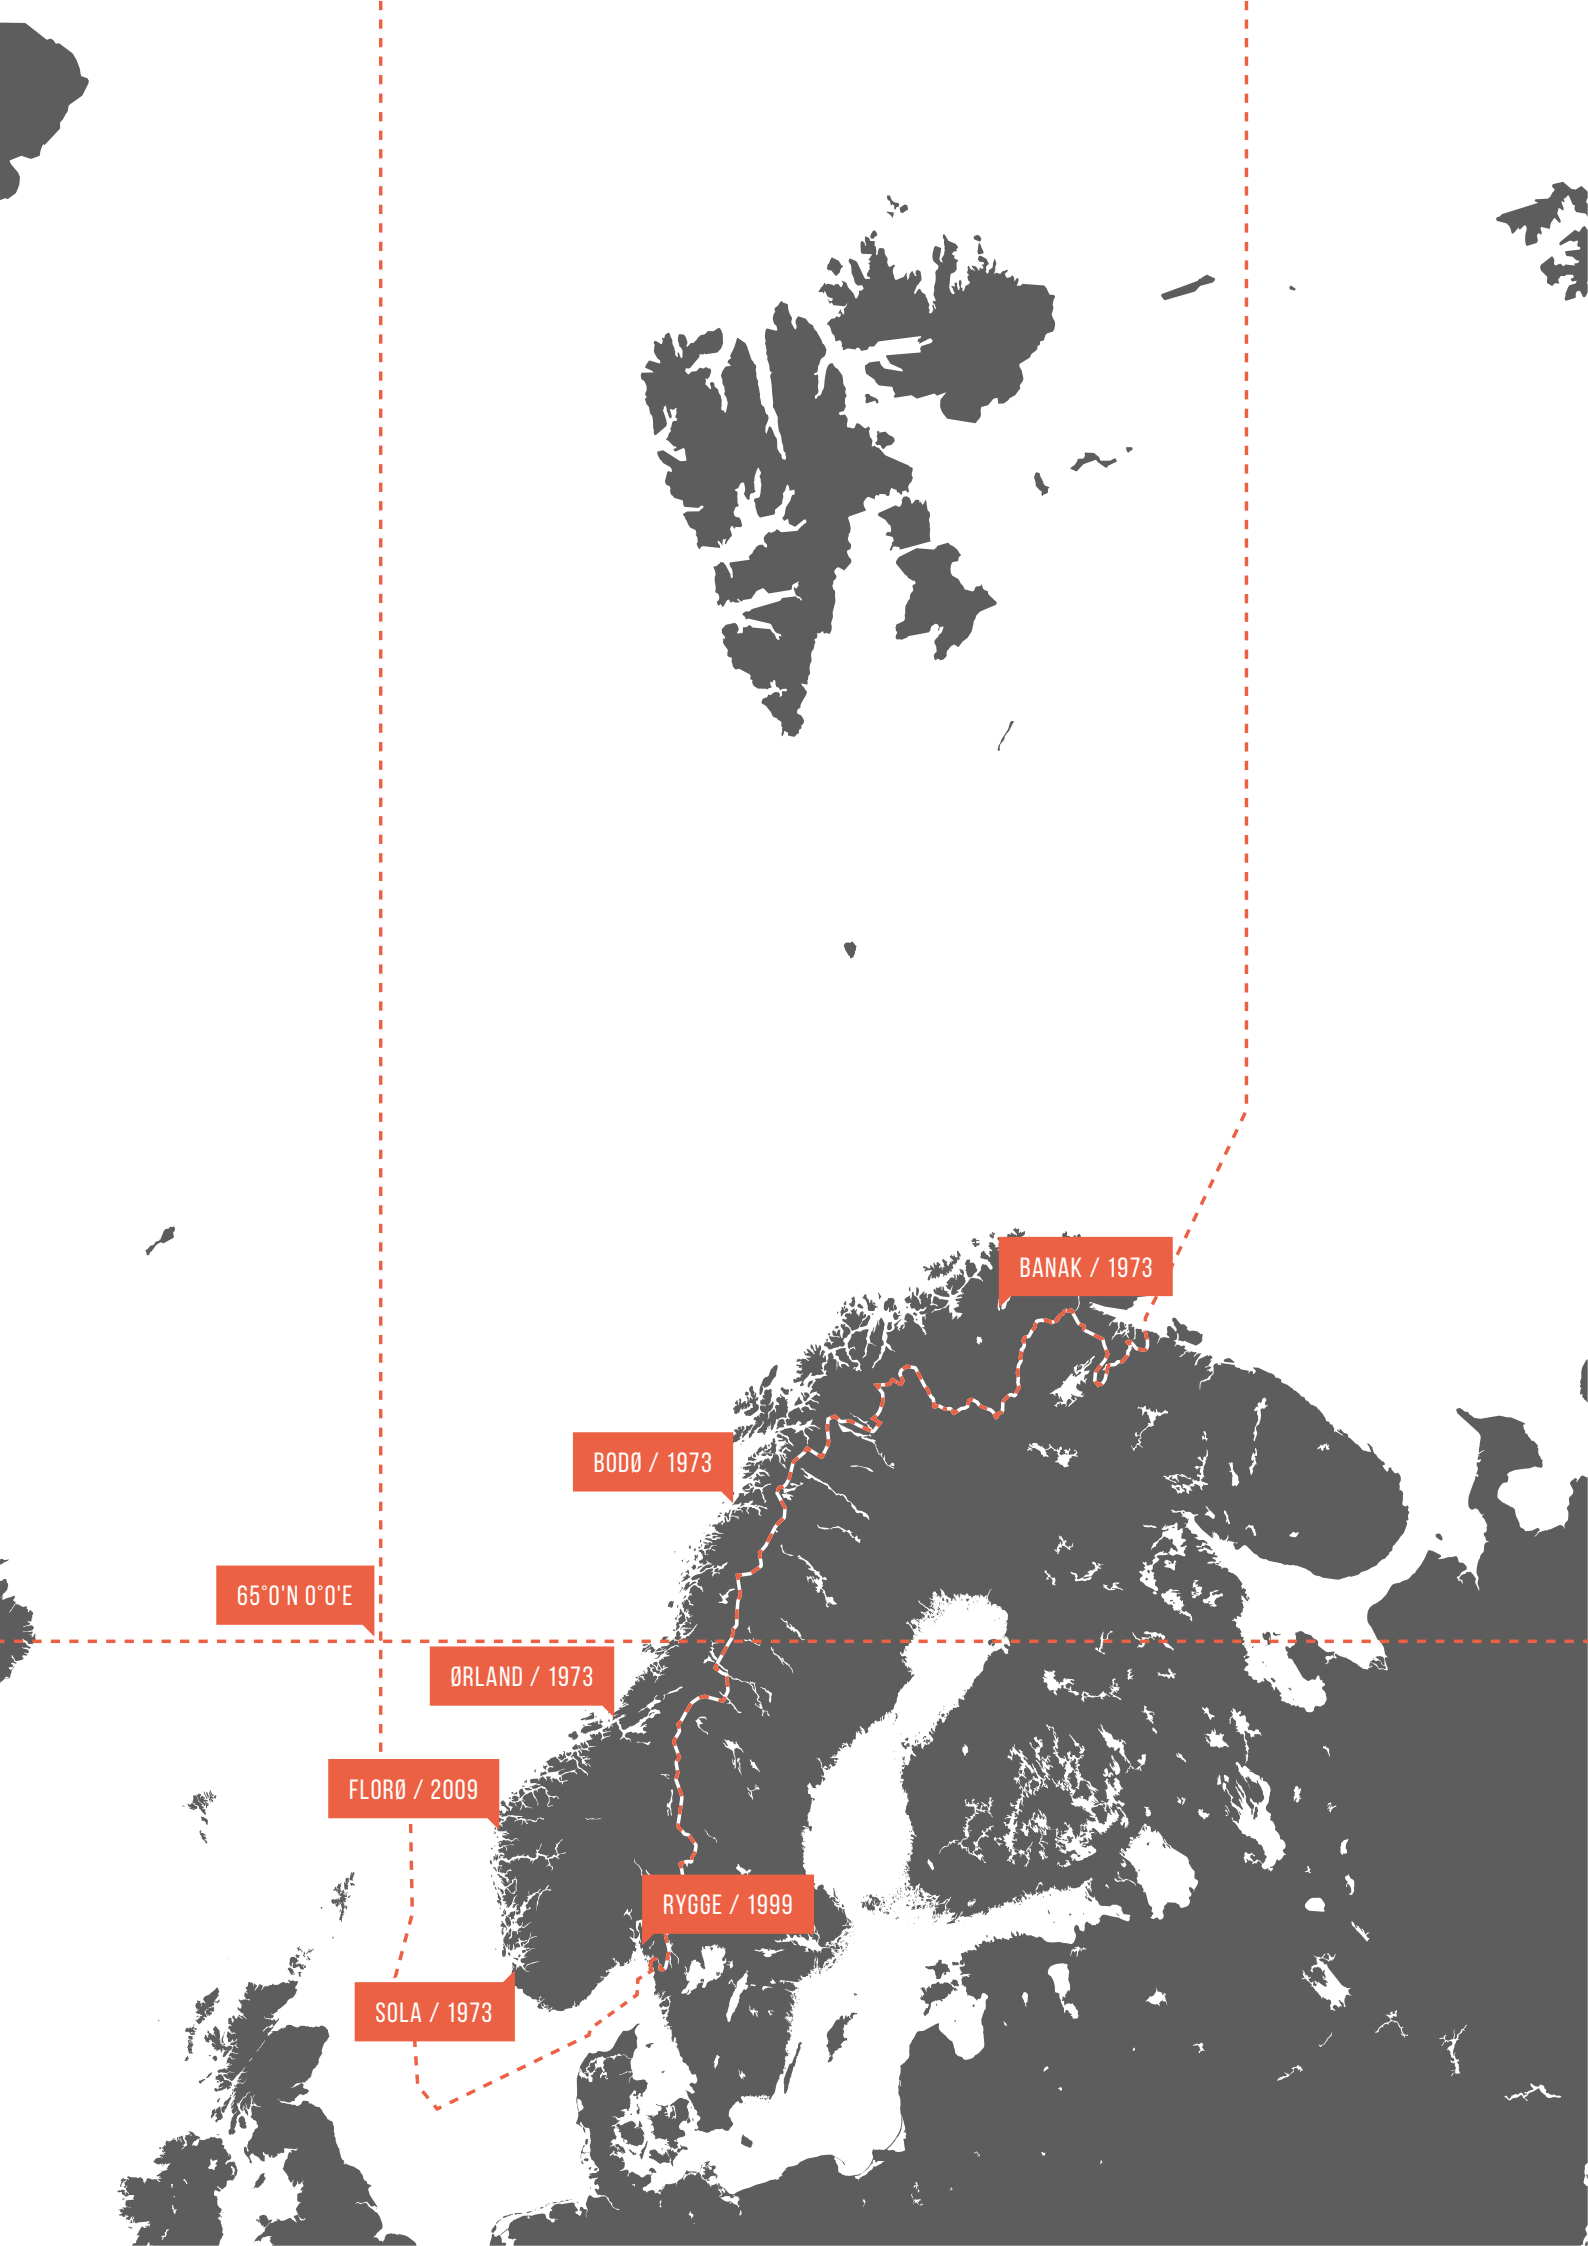 BANAK / 1973
BODØ / 1973
65°0'N 0°0'E
ØRLAND / 1973
FLORØ / 2009
RYGGE / 1999
SOLA / 1973